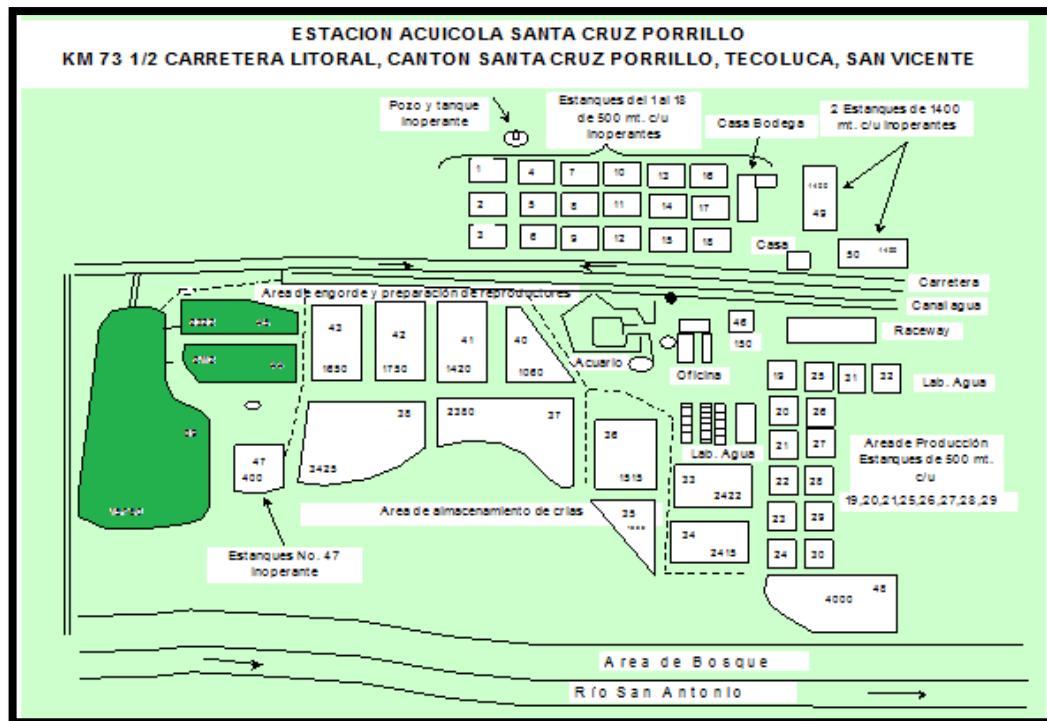 ESTACION ACUICOLA SANTA CRUZ PORRILLO
KM 73 1/2 CARRETERA LITORAL, CANTON SANTA CRUZ PORRILLO, TECOLUCA, SAN VICENTE
Pozo y tanque
Inoperante
Estanques del 1 al 18
de 500 mt. c/u
Inoperantes
Casa Bodega
2 Estanques de 1400
mt. c/u Inoperantes
1 4 7 10 13 16
2 5 8 11 14 17
3 6 9 12 15 18
1400
49
50 1400
Casa
Carretera
Canal agua
Raceway
Area de engorde y preparación de reproductores
43
1650
42
1750
41
1420
40
1060
Acuario
Oficina
46
150
19 25 31 32
Lab. Agua
20 26
21 27
22 28
23 29
24 30
Area de Producción
Estanques de 500 mt.
c/u
19,20,21,25,26,27,28,29
38
3425
2380 37
36
1515
Lab. Agua
33
2422
34
2415
35
47
400
Area de almacenamiento de crias
Estanques No. 47
Inoperante
48
4000
Area de Bosque
Río San Antonio